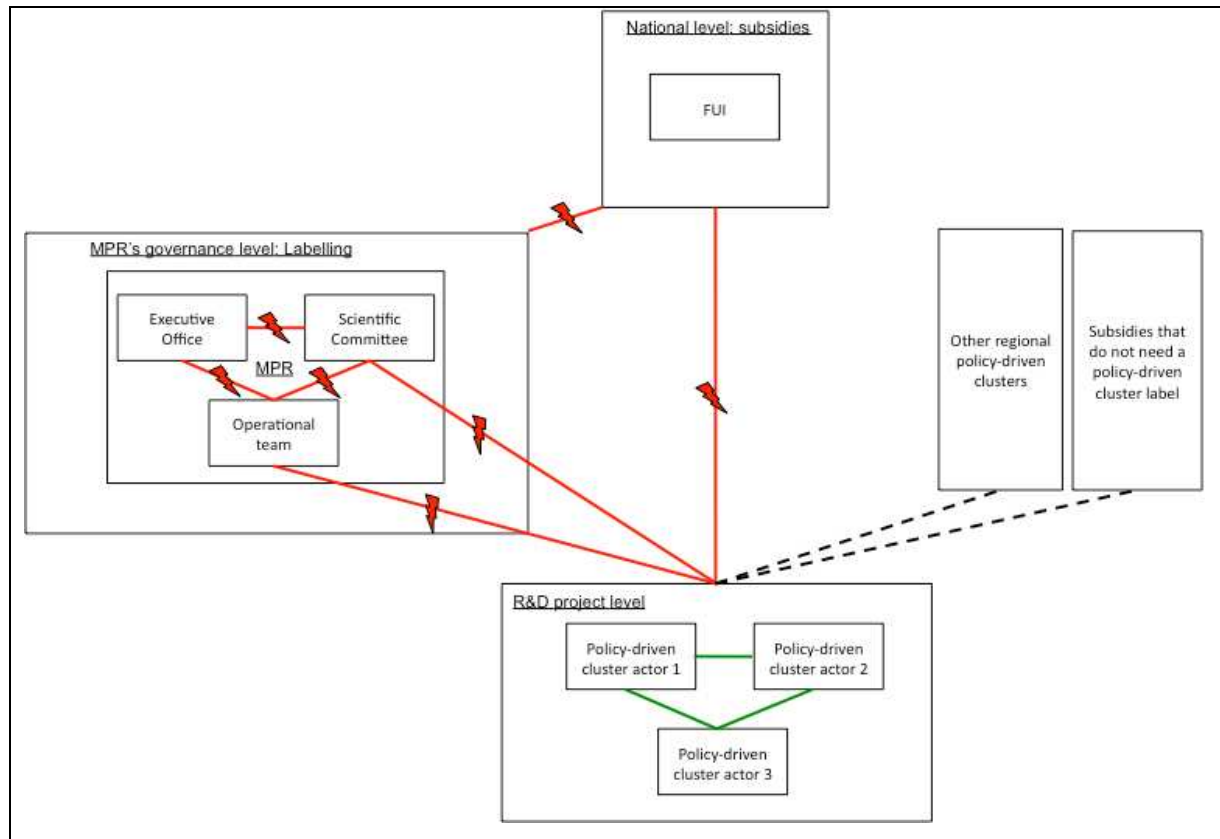 National level: subsidies
FUI
MPR's governance level: Labelling
Executive
Office
Scientific
Committee
MPR
Operational
team
Other regional
policy-driven
clusters
Subsidies that
do not need a
policy-driven
cluster label
R&D project level
Policy-driven
cluster actor 1
Policy-driven
cluster actor 2
Policy-driven
cluster actor 3